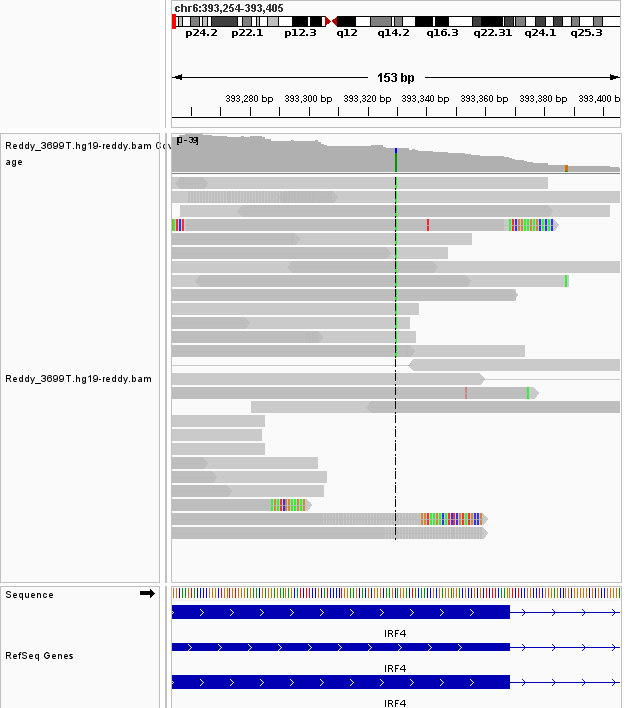 chr6:393,254-393,405
p24.2 p22.1 p12.3 q12 q14.2 q16.3 q22.31 q24.1 q25.3
153 bp
393,280 bp 393,300 bp 393,320 bp 393,340 bp 393,360 bp 393,380 bp 393,400 b
Reddy_3699T.hg19-reddy.bam Cov
age
[0-39]
Reddy_3699T.hg19-reddy.bam
Sequence
IRF4
RefSeq Genes
IRF4
IRF4